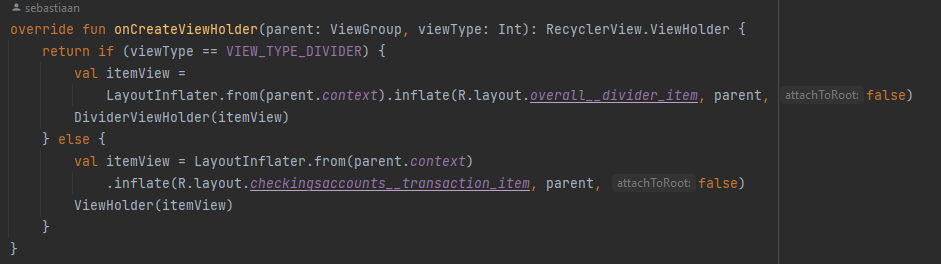 sebastiaan
override fun onCreateViewHolder(parent: ViewGroup, viewType: Int): RecyclerView.ViewHolder {
    return if (viewType == VIEW_TYPE_DIVIDER) {
        val itemView =
            LayoutInflater.from(parent.context).inflate(R.layout.overall__divider_item, parent, attachToRoot: false)
        DividerViewHolder(itemView)
    } else {
        val itemView = LayoutInflater.from(parent.context)
            .inflate(R.layout.checkingsaccounts__transaction_item, parent, attachToRoot: false)
        ViewHolder(itemView)
    }
}